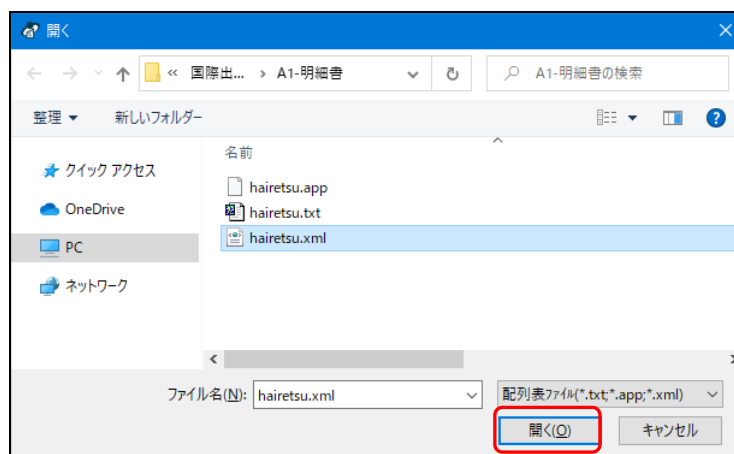 開く
« 国際出... › A1-明細書
A1-明細書の検索
整理 新しいフォルダー
名前
クイック アクセス
OneDrive
PC
ネットワーク
hairetsu.app
hairetsu.txt
hairetsu.xml
ファイル名(N): hairetsu.xml
配列表ファイル(*.txt;*.app;*.xml)
開く(O) キャンセル